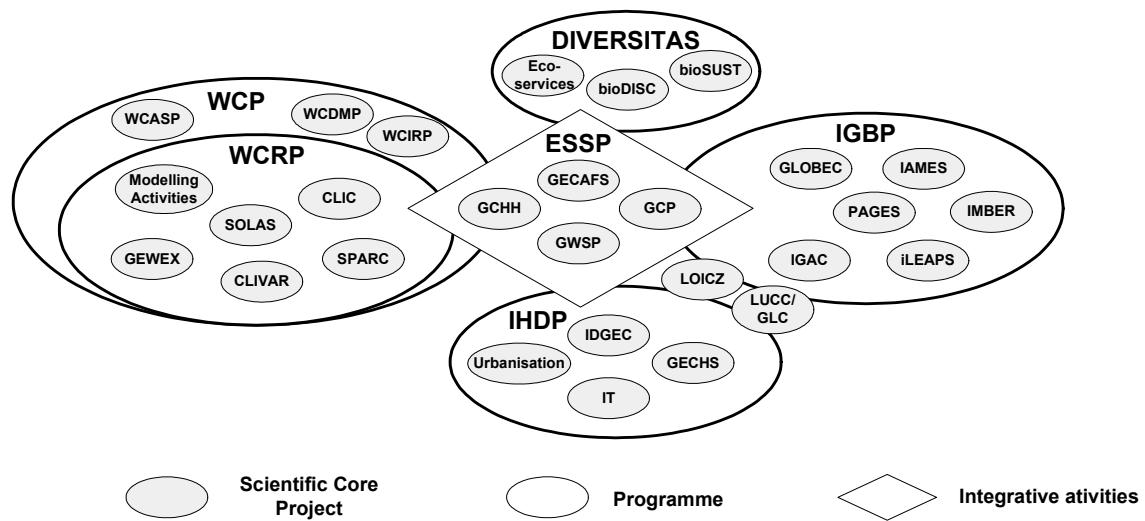 DIVERSITAS
Eco-
services
bioDISC
bioSUST
WCP
WCASP
WCDMP
WCIRP
WCRP
Modelling
Activities
CLIC
SOLAS
GEWEX
CLIVAR
SPARC
ESSP
GECAFS
GCHH
GCP
GWSP
IGBP
GLOBEC
IAMES
PAGES
IMBER
IGAC
iLEAPS
LOICZ
LUCC/
GLC
IHDP
IDGEC
Urbanisation
GECHS
IT
Scientific Core
Project
Programme
Integrative ativities